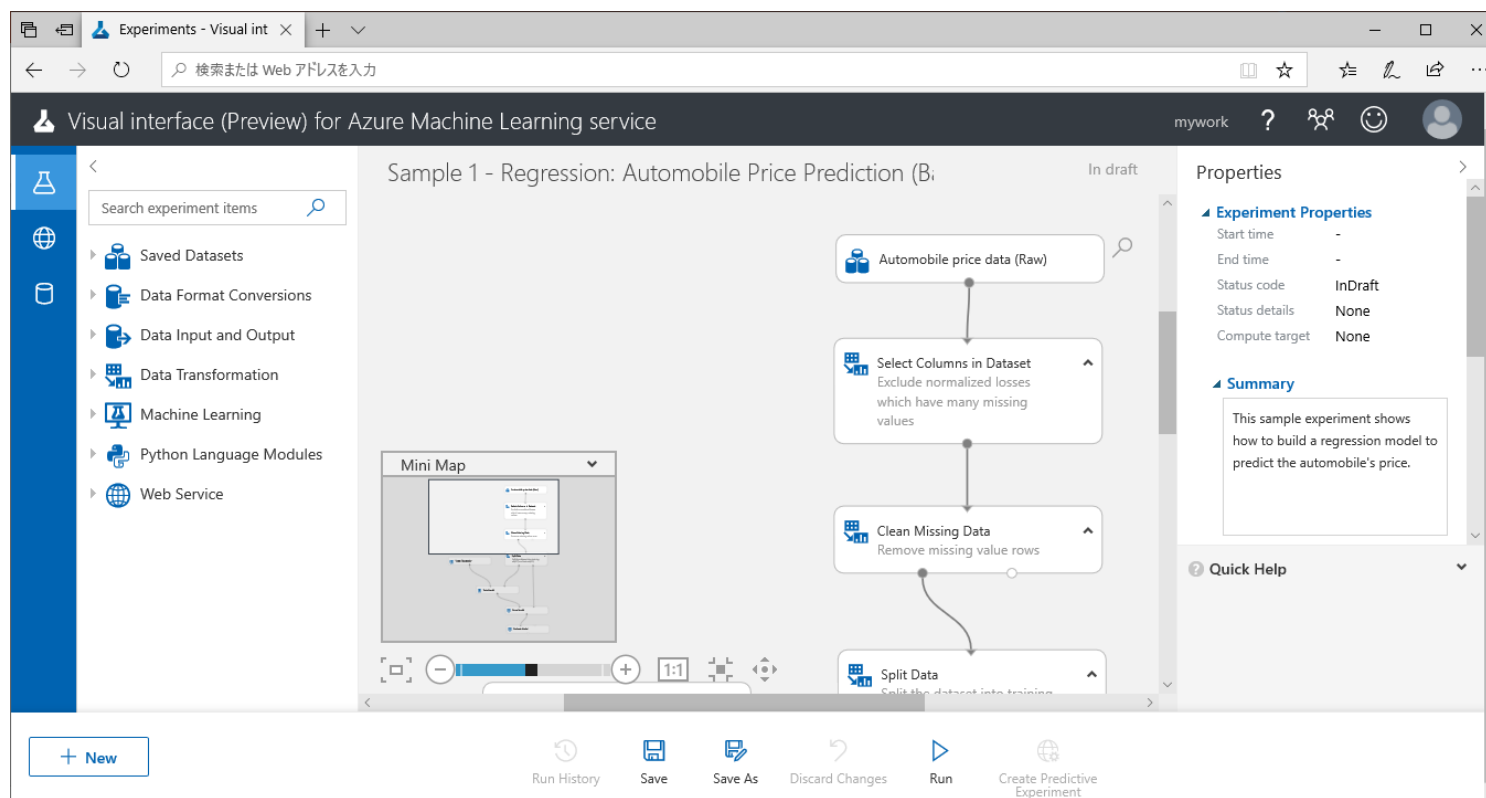 Experiments - Visual int
検索または Web アドレスを入力
Visual interface (Preview) for Azure Machine Learning service
mywork
Search experiment items
Saved Datasets
Data Format Conversions
Data Input and Output
Data Transformation
Machine Learning
Python Language Modules
Web Service
Sample 1 - Regression: Automobile Price Prediction (Ba
In draft
Automobile price data (Raw)
Select Columns in Dataset
Exclude normalized losses
which have many missing
values
Clean Missing Data
Remove missing value rows
Split Data
Split the dataset into training
Mini Map
1:1
Properties
Experiment Properties
Start time -
End time -
Status code InDraft
Status details None
Compute target None
Summary
This sample experiment shows
how to build a regression model to
predict the automobile's price.
Quick Help
New
Run History
Save
Save As
Discard Changes
Run
Create Predictive
Experiment